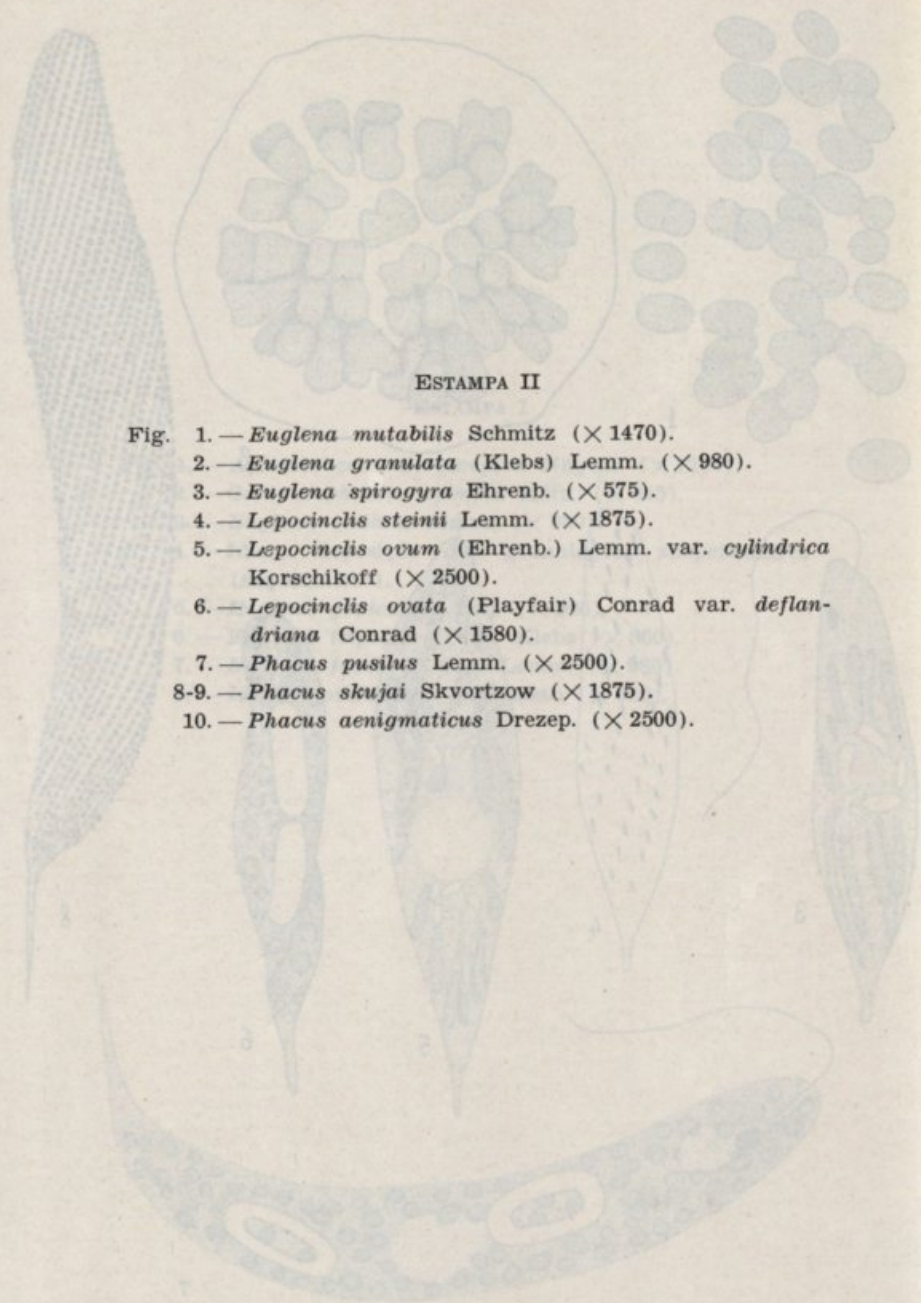 ESTAMPA II
Fig. 1. — Euglena mutabilis Schmitz (× 1470).
2. — Euglena granulata (Klebs) Lemm. (× 980).
3. — Euglena spirogyra Ehrenb. (× 575).
4. — Lepocinclis steinii Lemm. (× 1875).
5. — Lepocinclis ovum (Ehrenb.) Lemm. var. cylindrica
Korschikoff (× 2500).
6. — Lepocinclis ovata (Playfair) Conrad var. deflan-
driana Conrad (× 1580).
7. — Phacus pusilus Lemm. (× 2500).
8-9. — Phacus skujai Skvortzow (× 1875).
10. — Phacus aenigmaticus Drezep. (× 2500).